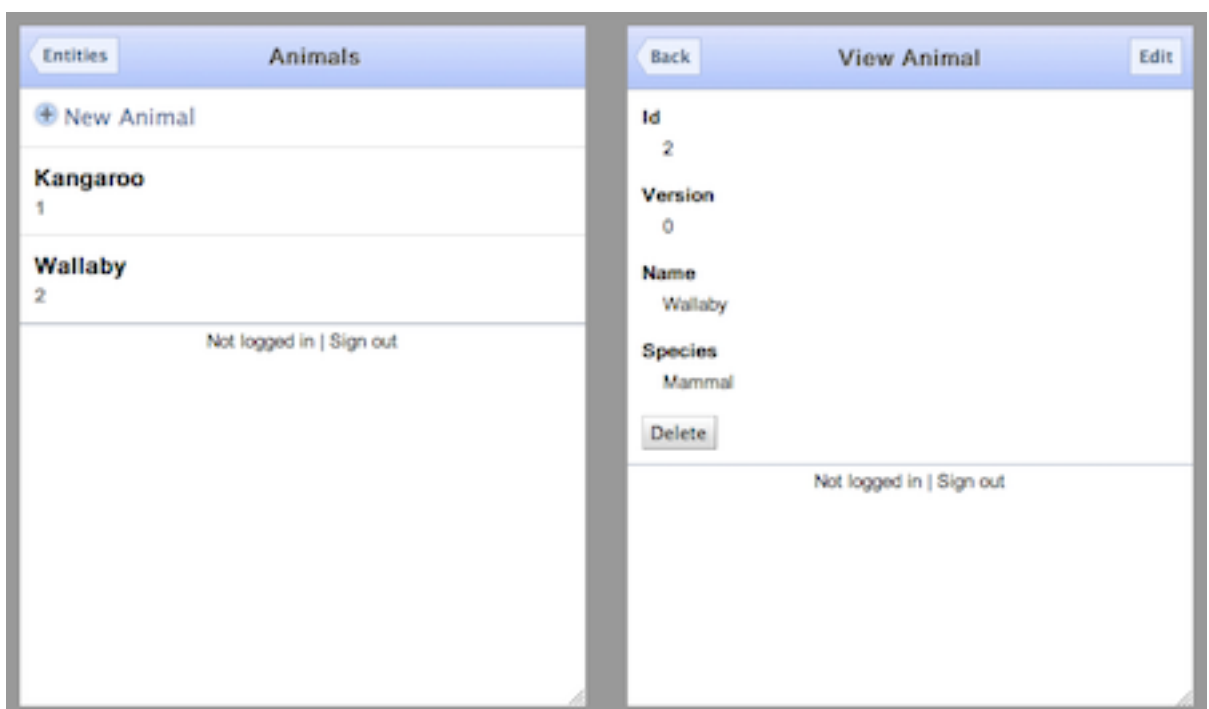 Entities
Animals
New Animal
Kangaroo
1
Wallaby
2
Not logged in | Sign out
Back
View Animal
Edit
Id
2
Version
0
Name
Wallaby
Species
Mammal
Delete
Not logged in | Sign out